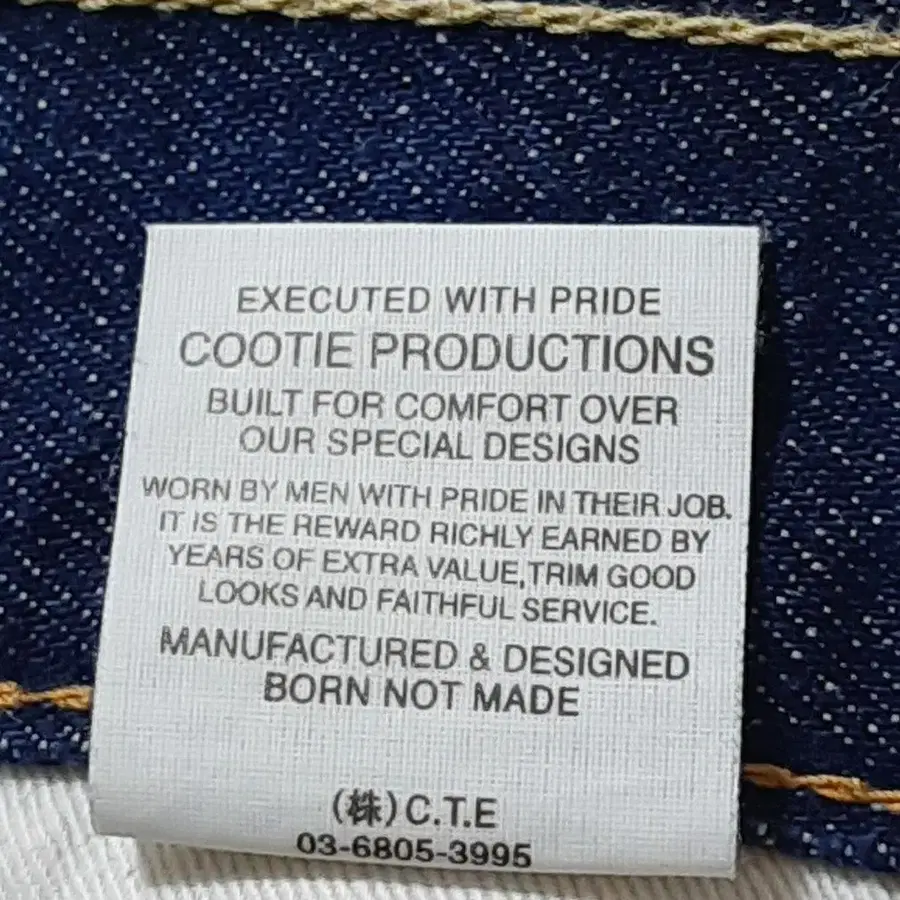 EXECUTED WITH PRIDE
COOTIE PRODUCTIONS
BUILT FOR COMFORT OVER
OUR SPECIAL DESIGNS
WORN BY MEN WITH PRIDE IN THEIR JOB.
IT IS THE REWARD RICHLY EARNED BY
YEARS OF EXTRA VALUE,TRIM GOOD
LOOKS AND FAITHFUL SERVICE.
MANUFACTURED & DESIGNED
BORN NOT MADE
(株)C.T.E
03-6805-3995